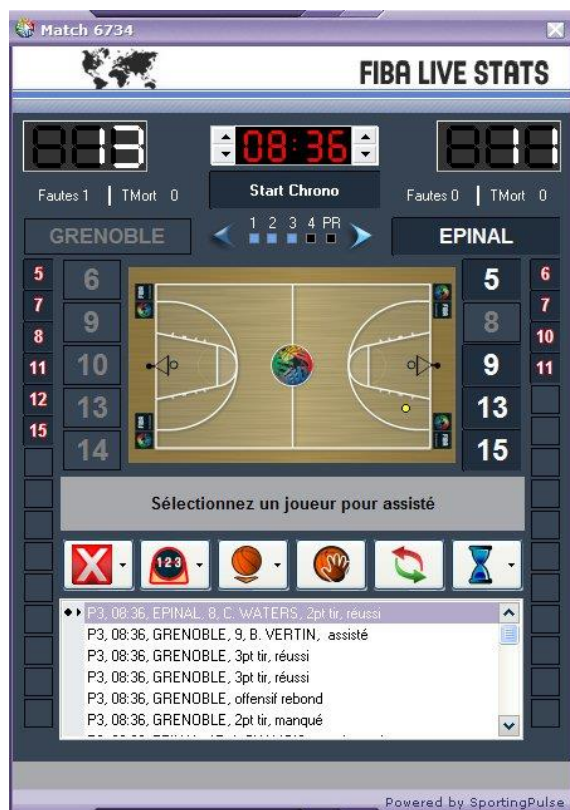 Match 6734
FIBA LIVE STATS
13 08:36 11
Start Chrono
Fautes 1 | TMort 0 Fautes 0 | TMort 0
GRENOBLE 1 2 3 4 PR EPINAL
5 6 5 6
7 9 8 7
8 10 9 10
11 13 13 11
12 14 15
15
Sélectionnez un joueur pour assisté
1 2 3
P3, 08:36, EPINAL, 8, C. WATERS, 2pt tir, réussi
P3, 08:36, GRENOBLE, 9, B. VERTIN, assisté
P3, 08:36, GRENOBLE, 3pt tir, réussi
P3, 08:36, GRENOBLE, 3pt tir, réussi
P3, 08:36, GRENOBLE, offensif rebond
P3, 08:36, GRENOBLE, 2pt tir, manqué
Powered by SportingPulse